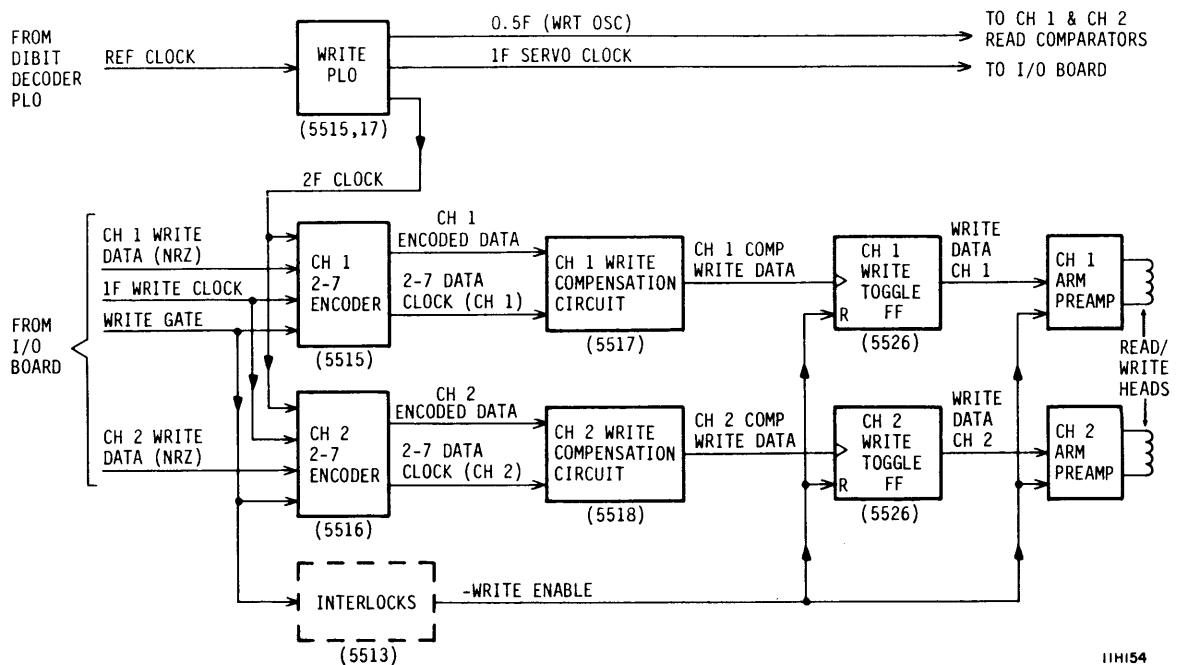 FROM
DIBIT
DECODER
PLO
REF CLOCK
WRITE
PLO
(5515,17)
0.5F (WRT OSC)
1F SERVO CLOCK
TO CH 1 & CH 2
READ COMPARATORS
TO I/O BOARD
2F CLOCK
FROM
I/O
BOARD
CH 1 WRITE
DATA (NRZ)
1F WRITE CLOCK
WRITE GATE
CH 2 WRITE
DATA (NRZ)
CH 1
2-7
ENCODER
(5515)
CH 1
ENCODED DATA
2-7 DATA
CLOCK (CH 1)
CH 1 WRITE
COMPENSATION
CIRCUIT
(5517)
CH 1 COMP
WRITE DATA
CH 1
WRITE
TOGGLE
FF
R
(5526)
WRITE
DATA
CH 1
CH 1
ARM
PREAMP
READ/
WRITE
HEADS
CH 2
2-7
ENCODER
(5516)
CH 2
ENCODED DATA
2-7 DATA
CLOCK (CH 2)
CH 2 WRITE
COMPENSATION
CIRCUIT
(5518)
CH 2 COMP
WRITE DATA
CH 2
WRITE
TOGGLE
FF
R
(5526)
WRITE
DATA
CH 2
CH 2
ARM
PREAMP
INTERLOCKS
(5513)
-WRITE ENABLE
11H154